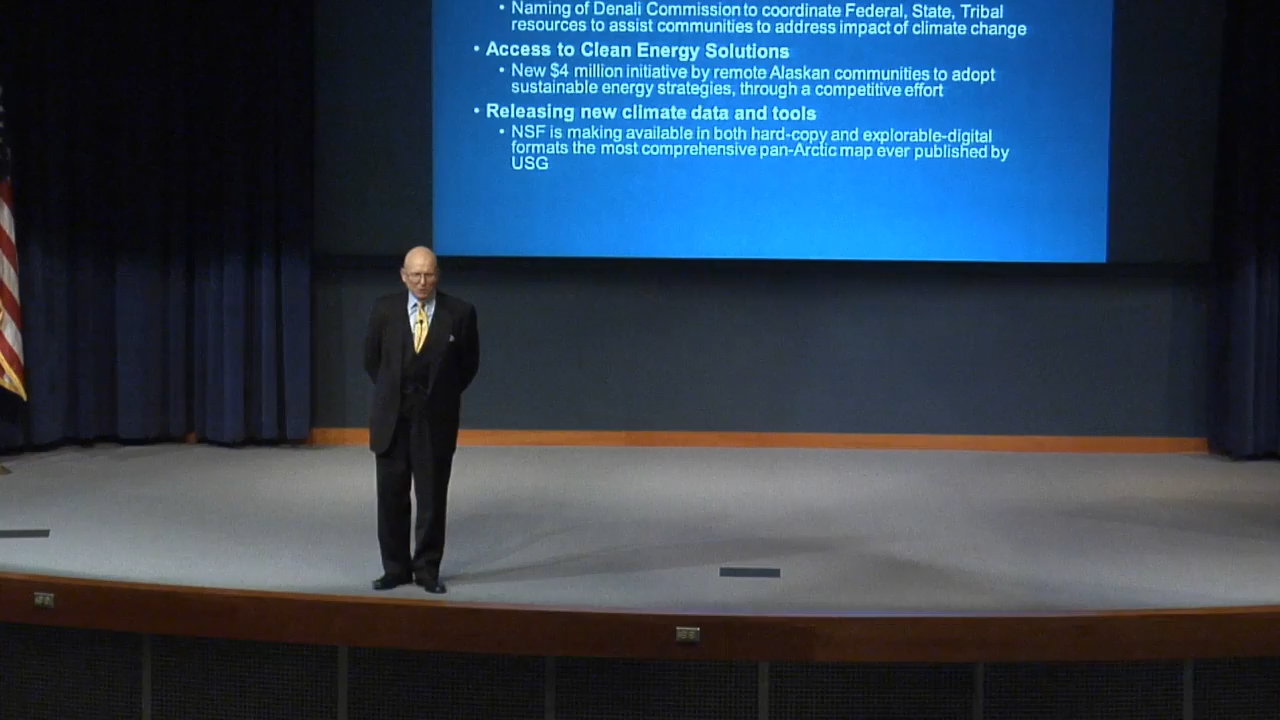 • Naming of Denali Commission to coordinate Federal, State, Tribal
resources to assist communities to address impact of climate change
• Access to Clean Energy Solutions
• New $4 million initiative by remote Alaskan communities to adopt
sustainable energy strategies, through a competitive effort
• Releasing new climate data and tools
• NSF is making available in both hard-copy and explorable-digital
formats the most comprehensive pan-Arctic map ever published by
USG